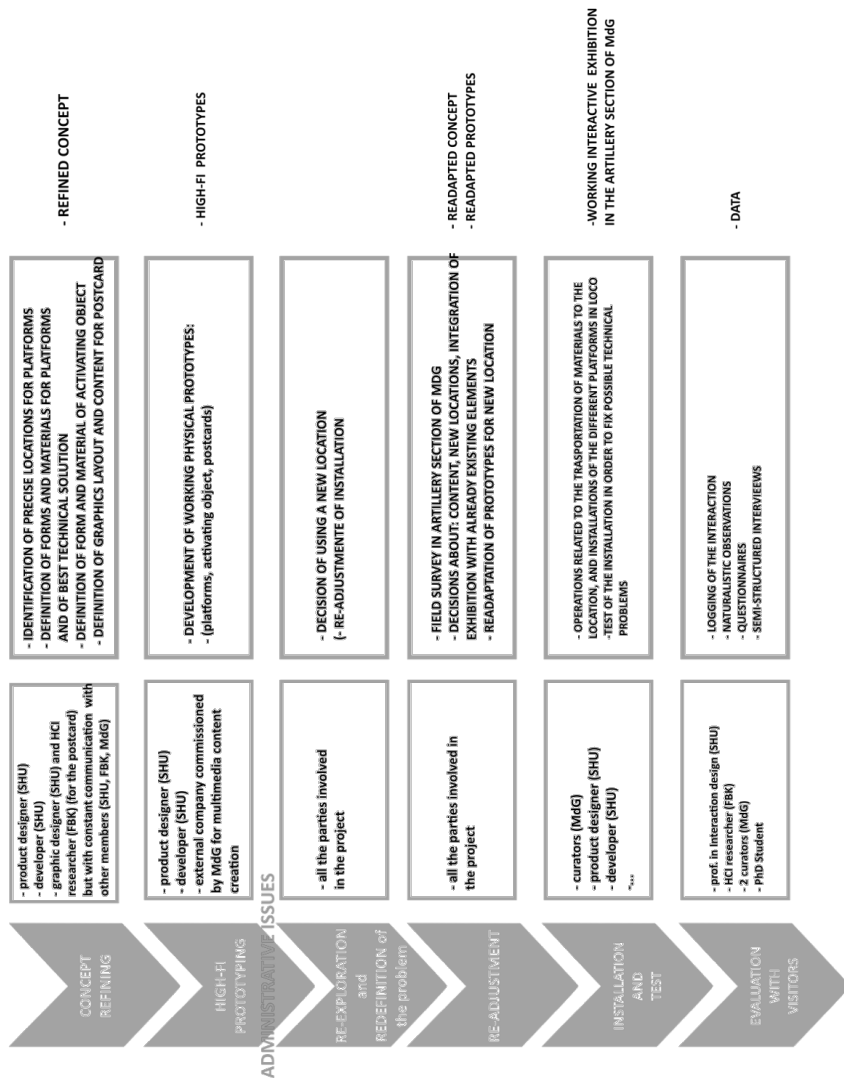 CONCEPT
REFINING
- product designer (SHU)
- developer (SHU)
- graphic designer (SHU) and HCI
researcher (FBK) (for the postcard)
but with constant communication with
other members (SHU, FBK, MdG)
- IDENTIFICATION OF PRECISE LOCATIONS FOR PLATFORMS
- DEFINITION OF FORMS AND MATERIALS FOR PLATFORMS
AND OF BEST TECHNICAL SOLUTION
- DEFINITION OF FORM AND MATERIAL OF ACTIVATING OBJECT
- DEFINITION OF GRAPHICS LAYOUT AND CONTENT FOR POSTCARD
- REFINED CONCEPT
HIGH-FI
PROTOTYPING
- product designer (SHU)
- developer (SHU)
- external company commissioned
by MdG for multimedia content
creation
- DEVELOPMENT OF WORKING PHYSICAL PROTOTYPES:
- (platforms, activating object, postcards)
- HIGH-FI PROTOTYPES
ADMINISTRATIVE ISSUES
RE-EXPLORATION
and
REDEFINITION of
the problem
- all the parties involved
in the project
- DECISION OF USING A NEW LOCATION
(- RE-ADJUSTMENTE OF INSTALLATION
RE-ADJUSTMENT
- all the parties involved in
the project
- FIELD SURVEY IN ARTILLERY SECTION OF MDG
- DECISIONS ABOUT: CONTENT, NEW LOCATIONS, INTEGRATION OF
EXHIBITION WITH ALREADY EXISTING ELEMENTS
- READAPTATION OF PROTOTYPES FOR NEW LOCATION
- READAPTED CONCEPT
- READAPTED PROTOTYPES
INSTALLATION
AND
TEST
- curators (MdG)
- product designer (SHU)
- developer (SHU)
-...
- OPERATIONS RELATED TO THE TRASPORTATION OF MATERIALS TO THE
LOCATION, AND INSTALLATIONS OF THE DIFFERENT PLATFORMS IN LOCO
-TEST OF THE INSTALLATION IN ORDER TO FIX POSSIBLE TECHNICAL
PROBLEMS
-WORKING INTERACTIVE EXHIBITION
IN THE ARTILLERY SECTION OF MdG
EVALUATION
WITH
VISITORS
- prof. in Interaction design (SHU)
- HCI researcher (FBK)
- 2 curators (MdG)
- PhD Student
- LOGGING OF THE INTERACTION
- NATURALISTIC OBSERVATIONS
- QUESTIONNAIRES
- SEMI-STRUCTURED INTERVIEEWS
- DATA